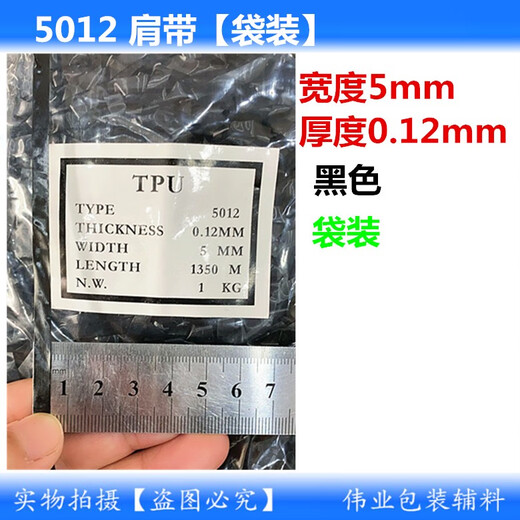 5012 肩带【袋装】
宽度5mm
厚度0.12mm
黑色
袋装
TPU
TYPE 5012
THICKNESS 0.12MM
WIDTH 5 MM
LENGTH 1350 M
N.W. 1 KG
mm 1 2 3 4 5 6 7
实物拍摄【盗图必究】 伟业包装辅料